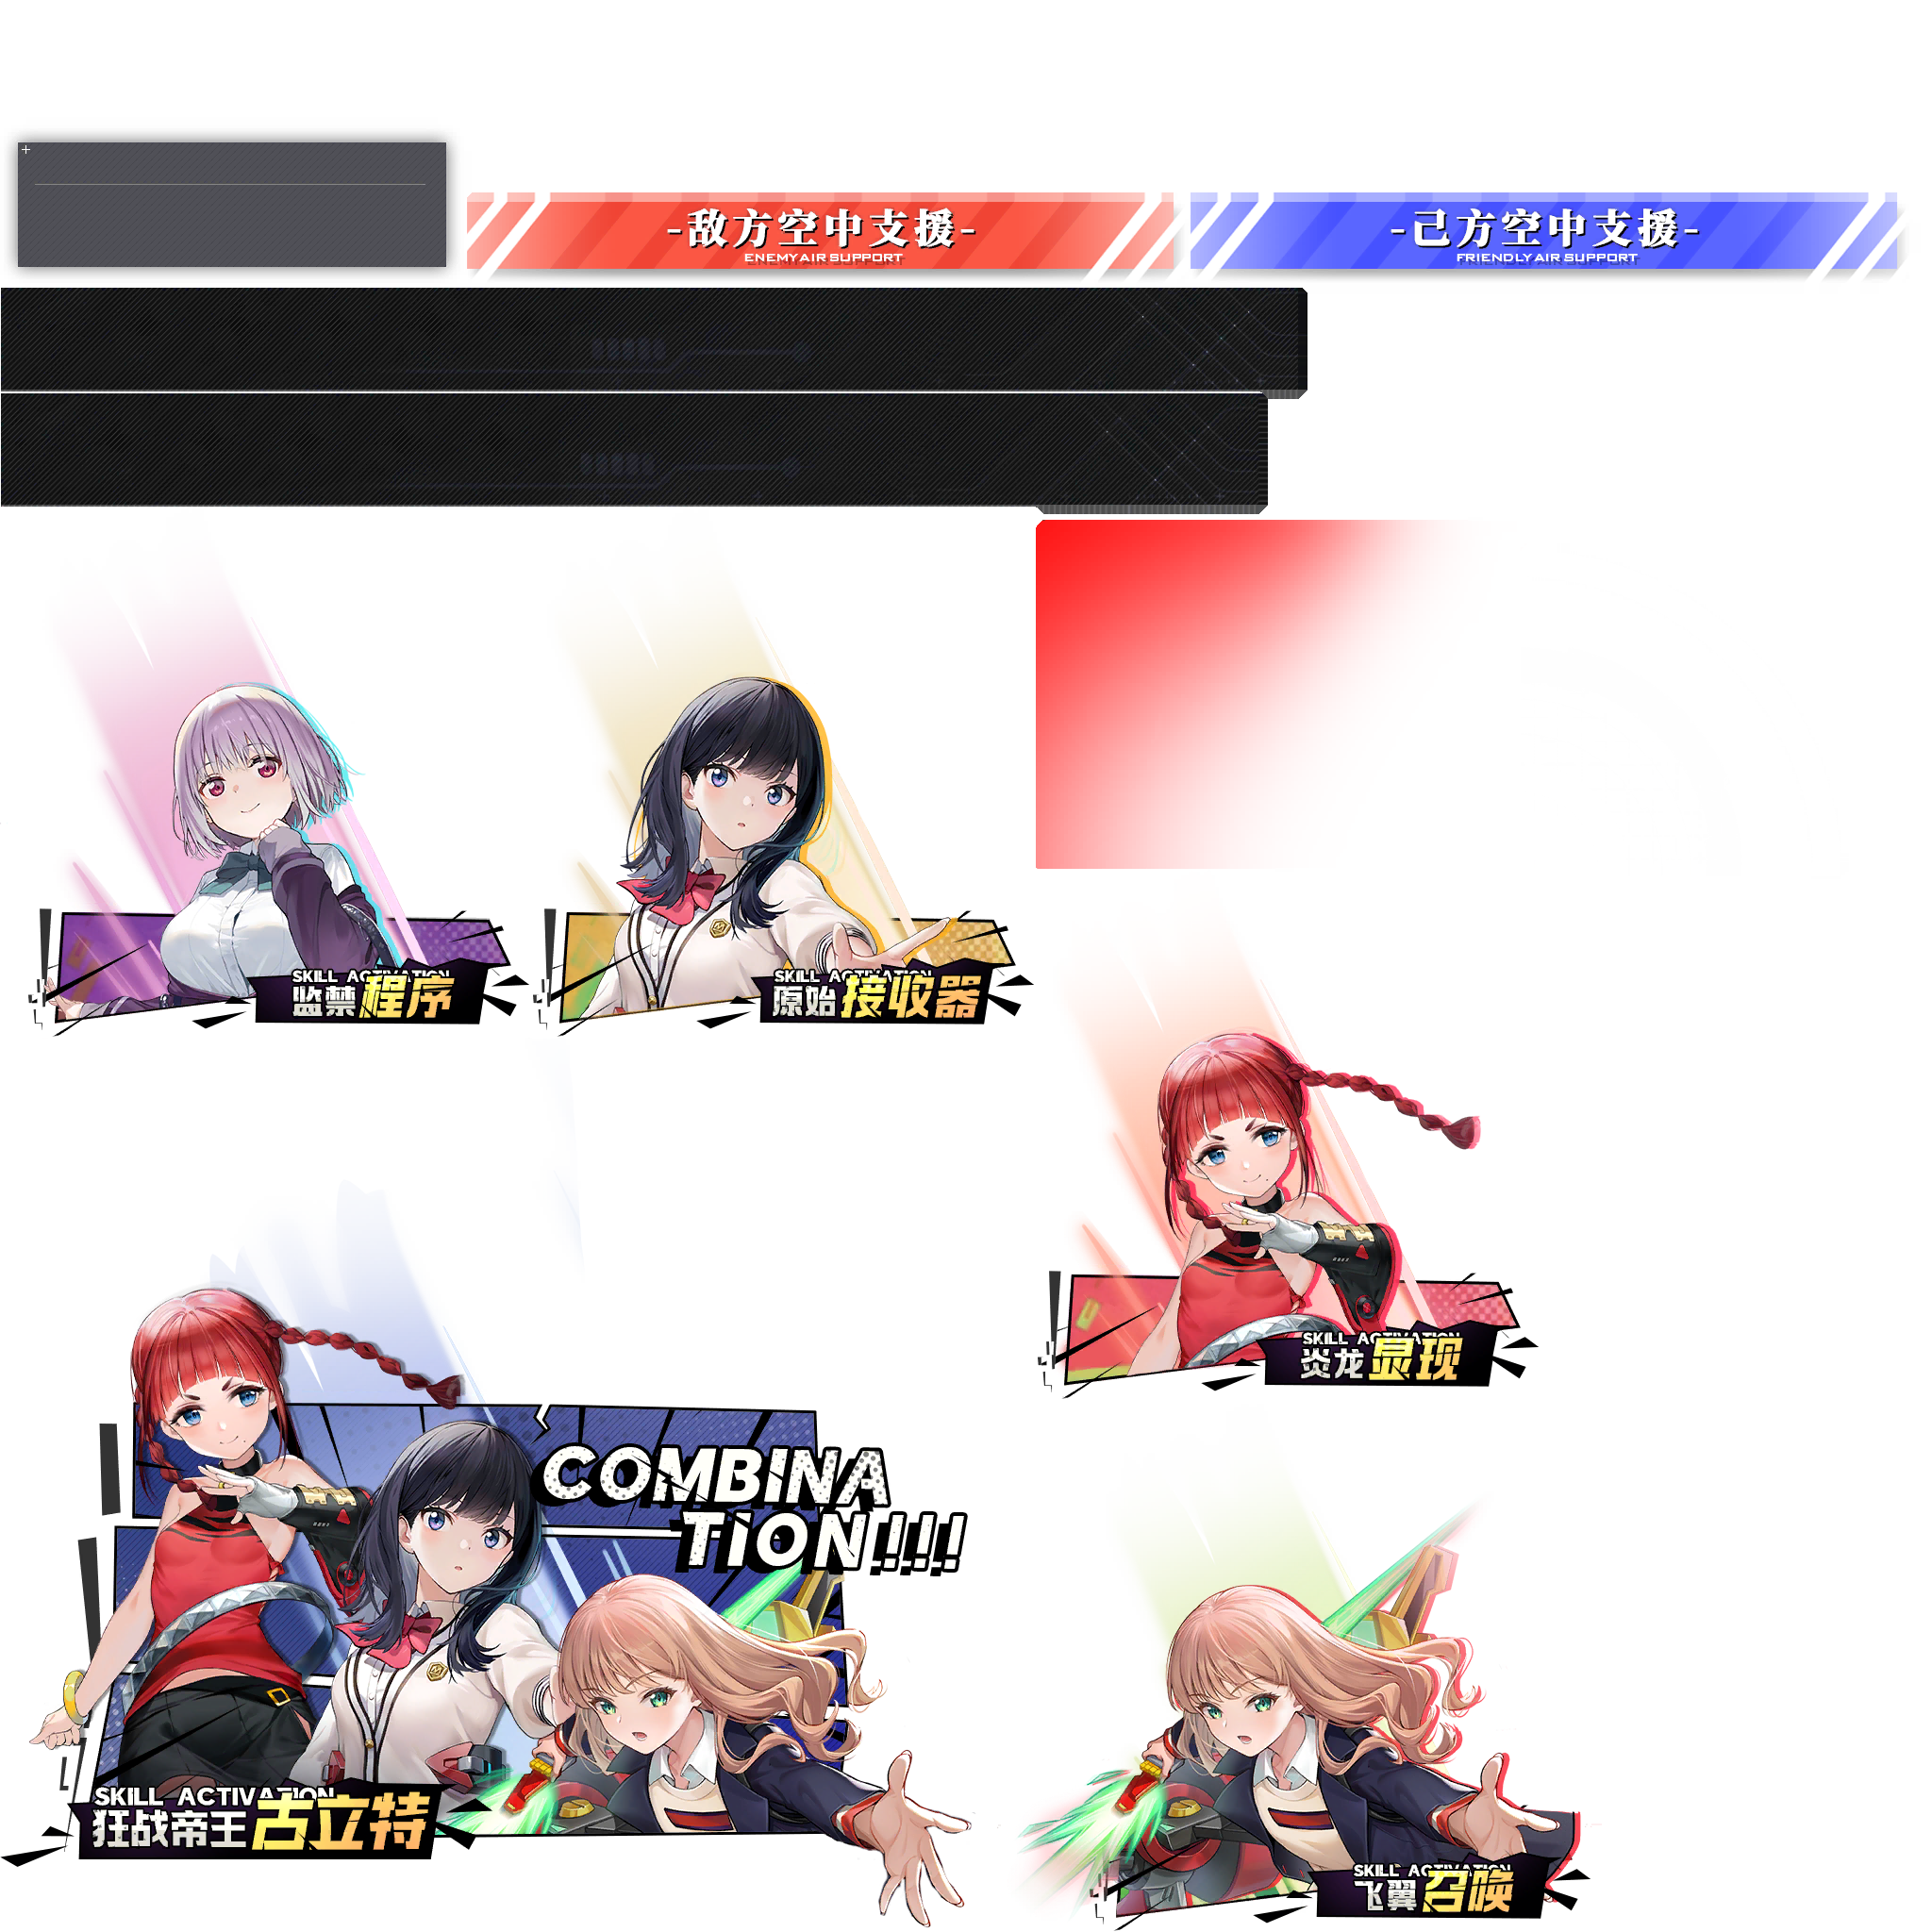 -敌方空中支援-
ENEMY AIR SUPPORT
-己方空中支援-
FRIENDLY AIR SUPPORT
SKILL ACTIVATION
监禁程序
SKILL ACTIVATION
原始接收器
SKILL ACTIVATION
炎龙显现
COMBINA
TION!!!!
SKILL ACTIVATION
狂战帝王古立特
SKILL ACTIVATION
飞翼召唤